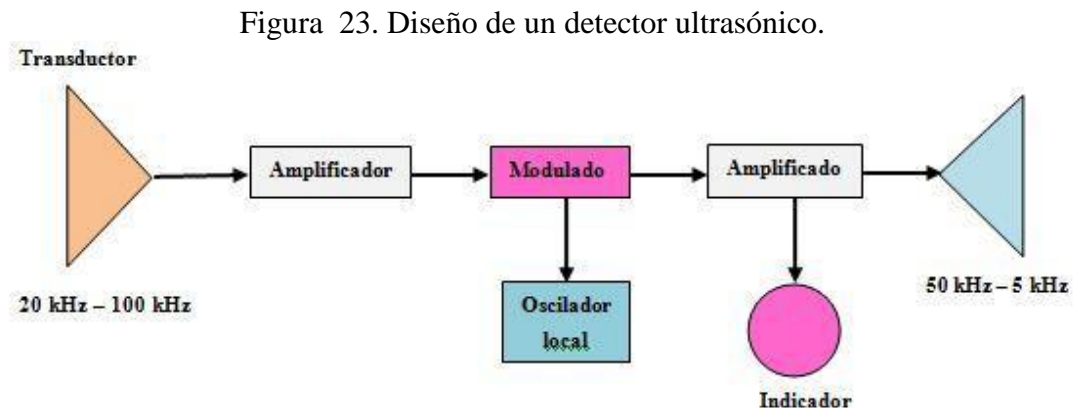 Figura 23. Diseño de un detector ultrasónico.
Transductor
Amplificador
Modulado
Amplificado
20 kHz – 100 kHz
Oscilador
local
50 kHz – 5 kHz
Indicador